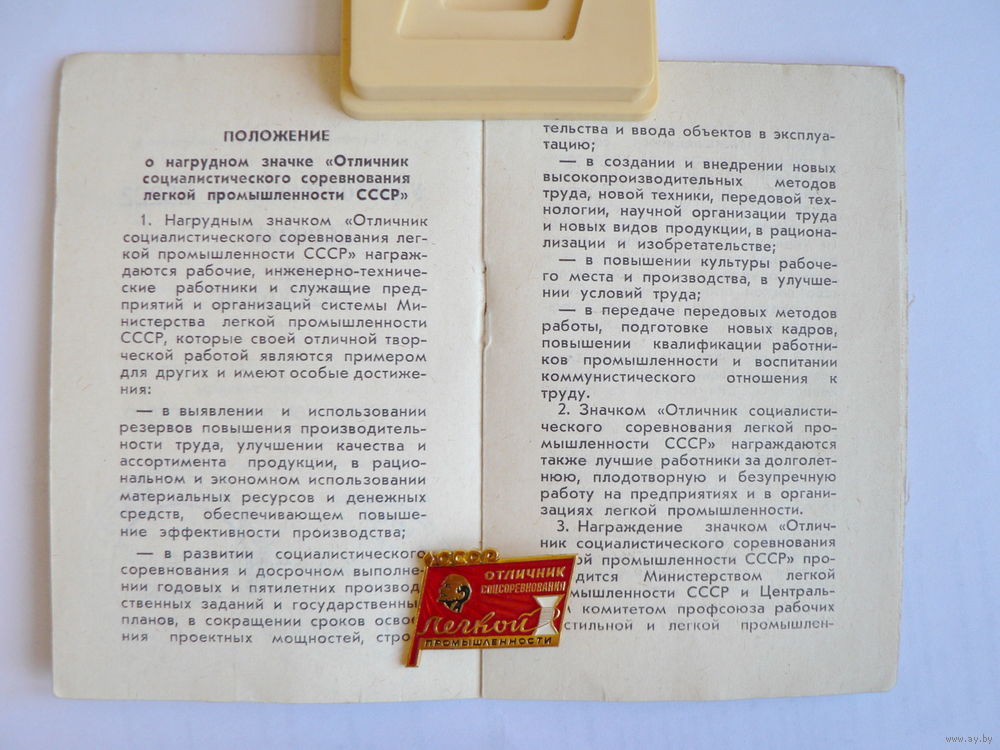 ПОЛОЖЕНИЕ
о нагрудном значке «Отличник
социалистического соревнования
легкой промышленности СССР»
1. Нагрудным значком «Отличник
социалистического соревнования лег-
кой промышленности СССР» награж-
даются рабочие, инженерно-техниче-
ские работники и служащие пред-
приятий и организаций системы Ми-
нистерства легкой промышленности
СССР, которые своей отличной твор-
ческой работой являются примером
для других и имеют особые достиже-
ния:
— в выявлении и использовании
резервов повышения производитель-
ности труда, улучшении качества и
ассортимента продукции, в рацио-
нальном и экономном использовании
материальных ресурсов и денежных
средств, обеспечивающем повыше-
ние эффективности производства;
— в развитии социалистического
соревнования и досрочном выполне-
нии годовых и пятилетних производ
ственных заданий и государственны
планов, в сокращении сроков освое
ния проектных мощностей, стро
тельства и ввода объектов в эксплуа-
тацию;
— в создании и внедрении новых
высокопроизводительных методов
труда, новой техники, передовой тех-
нологии, научной организации труда
и новых видов продукции, в рациона-
лизации и изобретательстве;
— в повышении культуры рабоче-
го места и производства, в улучше-
нии условий труда;
— в передаче передовых методов
работы, подготовке новых кадров,
повышении квалификации работни-
ков промышленности и воспитании
коммунистического отношения к
труду.
2. Значком «Отличник социалисти-
ческого соревнования легкой про-
мышленности СССР» награждаются
также лучшие работники за долголет-
нюю, плодотворную и безупречную
работу на предприятиях и в органи-
зациях легкой промышленности.
3. Награждение значком «Отлич-
ник социалистического соревнования
й промышленности СССР» про-
дится Министерством легкой
мышленности СССР и Централь-
м комитетом профсоюза рабочих
стильной и легкой промышлен-
СССР
ОТЛИЧНИК
СОЦСОРЕВНОВАНИЯ
Легкой
ПРОМЫШЛЕННОСТИ
© www.ay.by